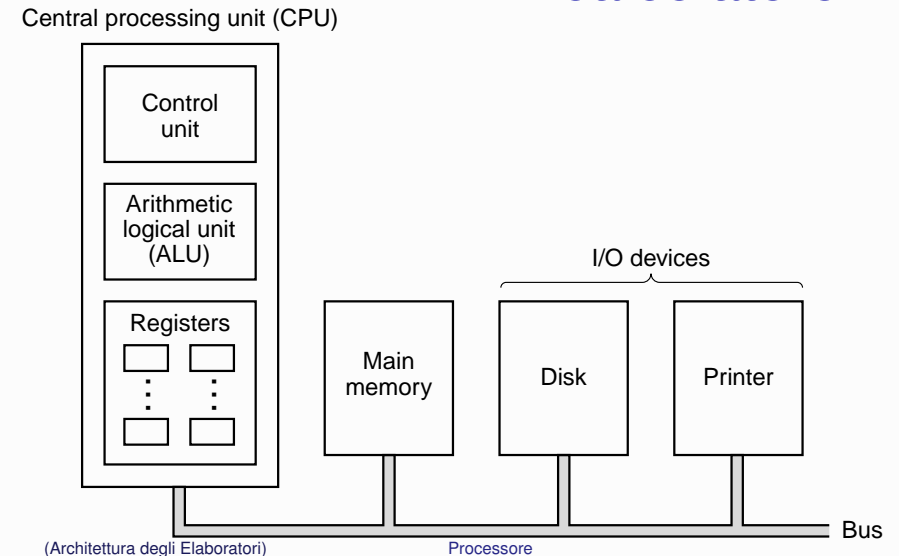 Central processing unit (CPU)
Control
unit
Arithmetic
logical unit
(ALU)
Registers
I/O devices
Main
memory
Disk
Printer
Bus
(Architettura degli Elaboratori)
Processore